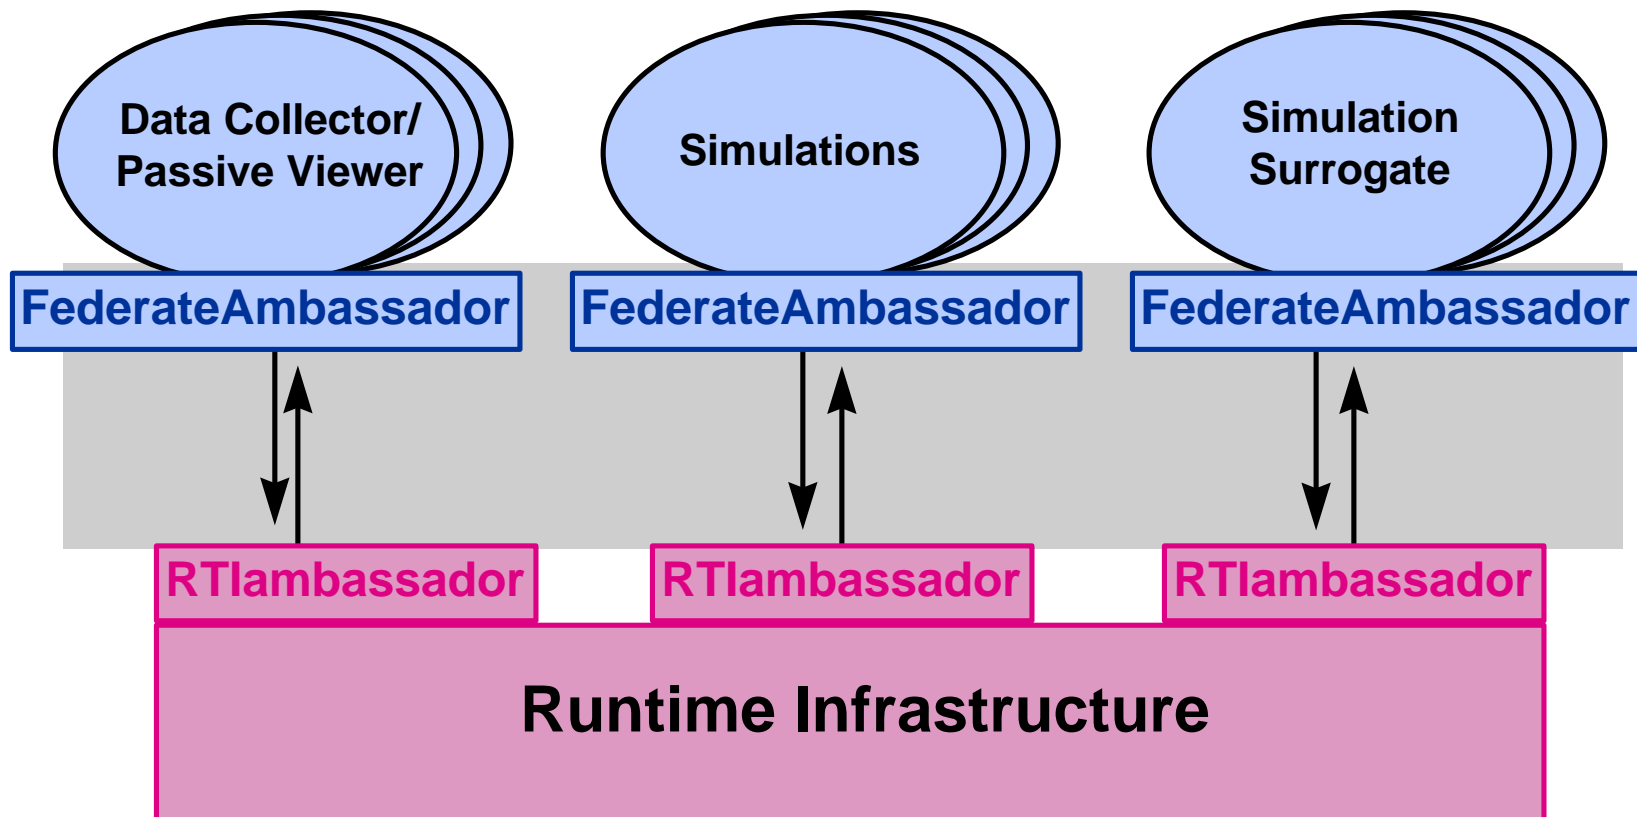 Data Collector/
Passive Viewer
Simulations
Simulation
Surrogate
FederateAmbassador
FederateAmbassador
FederateAmbassador
RTIambassador
RTIambassador
RTIambassador
Runtime Infrastructure